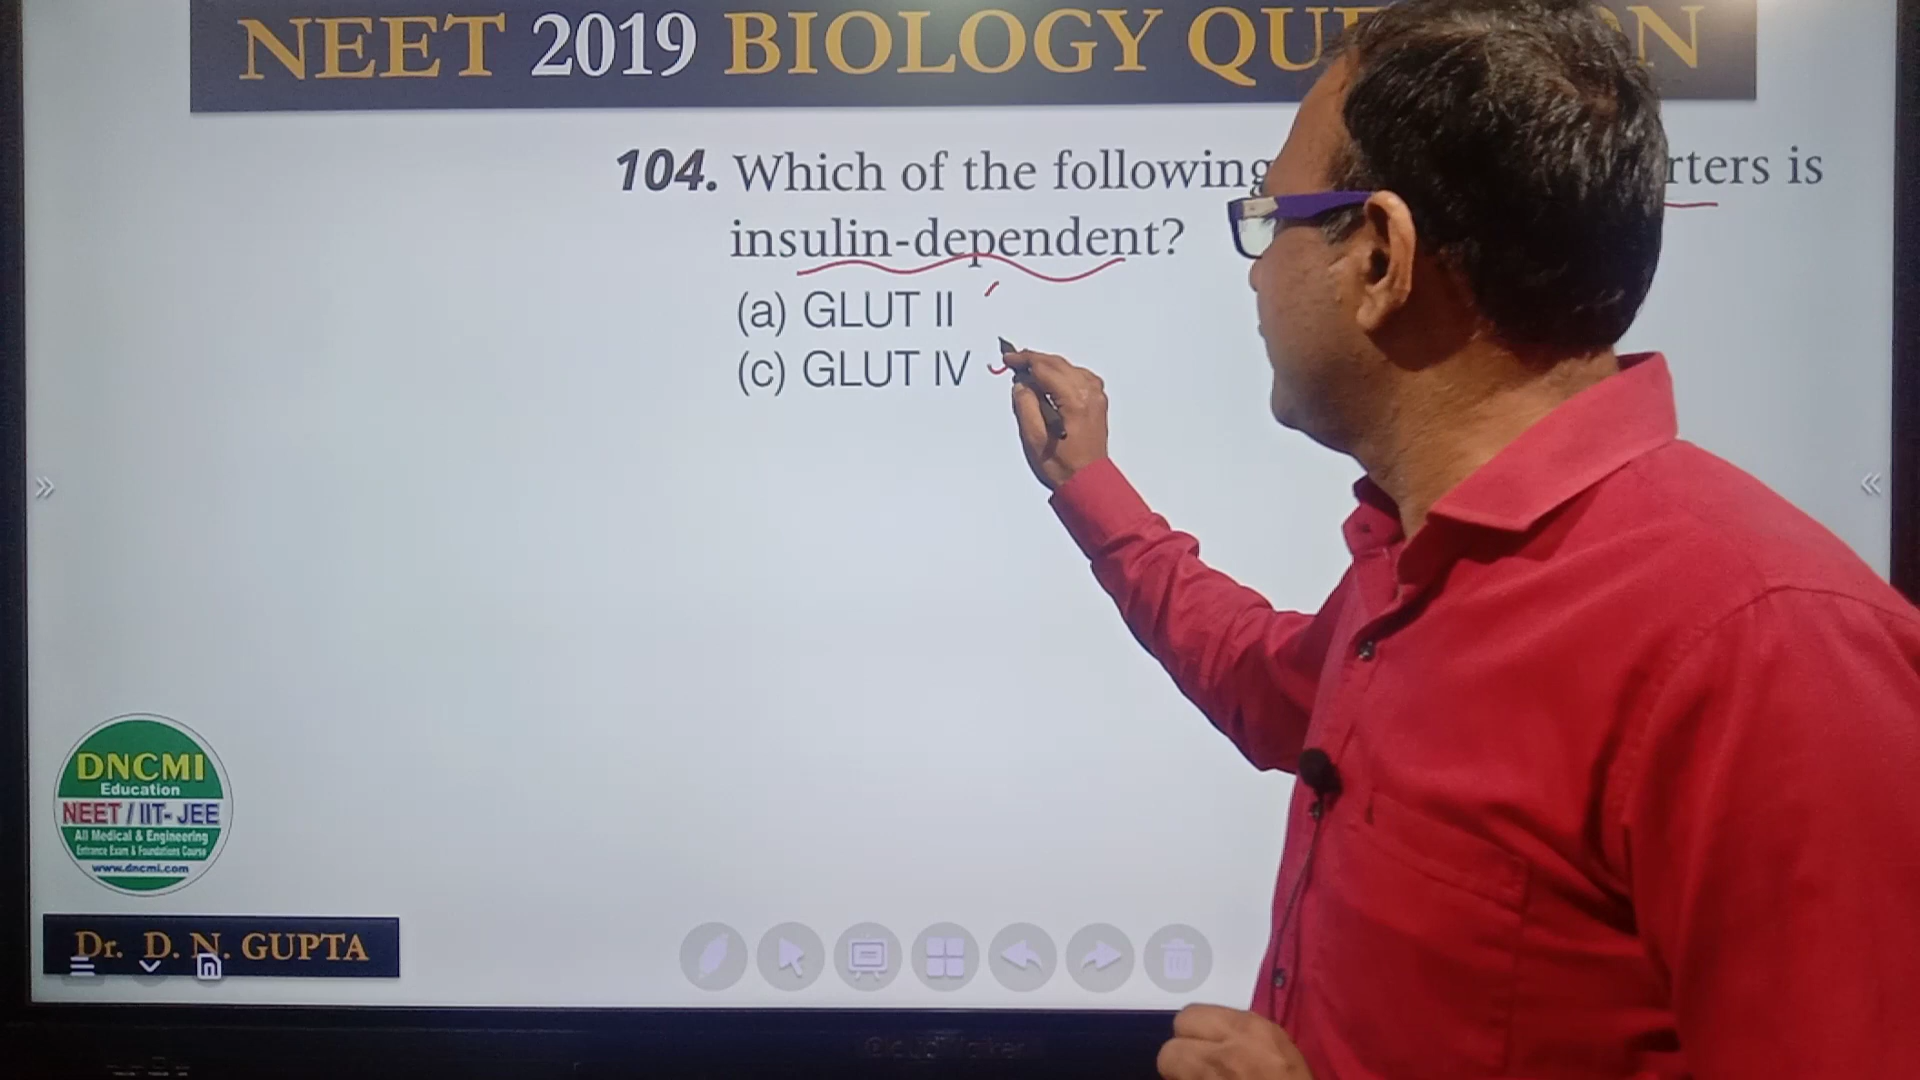 NEET 2019 BIOLOGY QU N
104. Which of the following rters is
insulin-dependent?
(a) GLUT II
(c) GLUT IV
DNCMI
Education
NEET / IIT- JEE
All Medical & Engineering
Entrance Exam & Foundations Course
www.dncmi.com
Dr. D. N. GUPTA